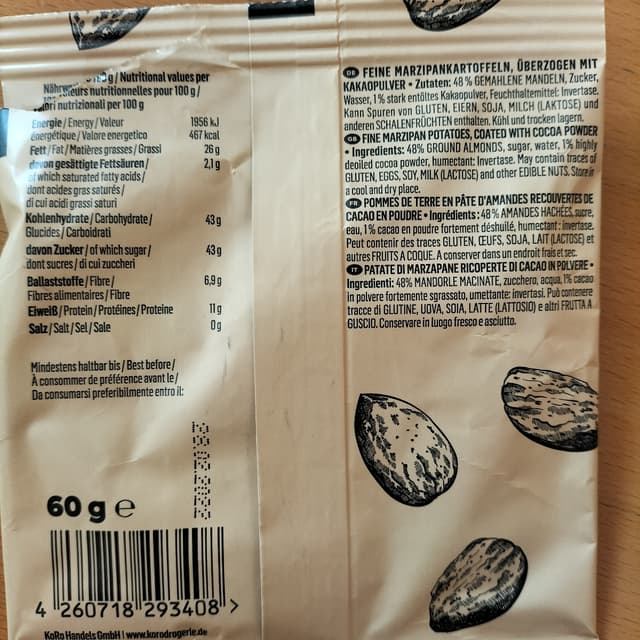 / Nutritional values per
nutritionnelles pour 100 g /
nutrizionali per 100 g
Energie / Energy / Valeur 1956 kJ
énergétique / Valore energetico 467 kcal
Fett / Fat / Matières grasses / Grassi 26 g
davon gesättigte Fettsäuren / 2,1 g
of which saturated fatty acids /
dont acides gras saturés /
di cui acidi grassi saturi
Kohlenhydrate / Carbohydrate / 43 g
Glucides / Carboidrati
davon Zucker / of which sugar / 43 g
dont sucres / di cui zuccheri
Ballaststoffe / Fibre / 6,9 g
Fibres alimentaires / Fibre
Eiweiß / Protein / Protéines / Proteine 11 g
Salz / Salt / Sel / Sale 0 g
Mindestens haltbar bis / Best before /
À consommer de préférence avant le /
Da consumarsi preferibilmente entro il:
60 g e
4 260718 293408 >
KoRo Handels GmbH | www.korodrogerie.de
DE FEINE MARZIPANKARTOFFELN, ÜBERZOGEN MIT
KAKAOPULVER • Zutaten: 48 % GEMAHLENE MANDELN, Zucker,
Wasser, 1 % stark entöltes Kakaopulver, Feuchthaltemittel: Invertase.
Kann Spuren von GLUTEN, EIERN, SOJA, MILCH (LAKTOSE) und
anderen SCHALENFRÜCHTEN enthalten. Kühl und trocken lagern.
GB FINE MARZIPAN POTATOES, COATED WITH COCOA POWDER
• Ingredients: 48% GROUND ALMONDS, sugar, water, 1% highly
deoiled cocoa powder, humectant: Invertase. May contain traces of
GLUTEN, EGGS, SOY, MILK (LACTOSE) and other EDIBLE NUTS. Store in
a cool and dry place.
FR POMMES DE TERRE EN PÂTE D'AMANDES RECOUVERTES DE
CACAO EN POUDRE • Ingrédients : 48 % AMANDES HACHÉES, sucre,
eau, 1 % cacao en poudre fortement déshuilé, humectant : invertase.
Peut contenir des traces GLUTEN, ŒUFS, SOJA, LAIT (LACTOSE) et
autres FRUITS A COQUE. A conserver dans un endroit frais et sec.
IT PATATE DI MARZAPANE RICOPERTE DI CACAO IN POLVERE •
Ingredienti: 48% MANDORLE MACINATE, zucchero, acqua, 1% cacao
in polvere fortemente sgrassato, umettante: invertasi. Può contenere
tracce di GLUTINE, UOVA, SOIA, LATTE (LATTOSIO) e altri FRUTTA A
GUSCIO. Conservare in luogo fresco e asciutto.